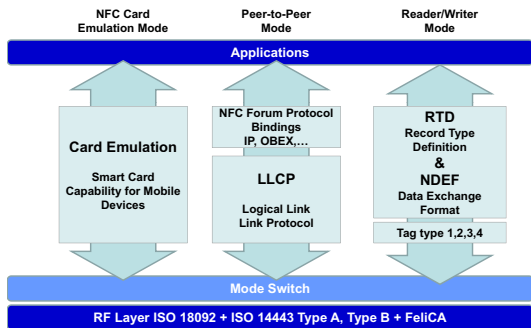 NFC Card
Emulation Mode
Peer-to-Peer
Mode
Reader/Writer
Mode
Applications
Card Emulation
Smart Card
Capability for Mobile
Devices
NFC Forum Protocol
Bindings
IP, OBEX,...
LLCP
Logical Link
Link Protocol
RTD
Record Type
Definition
&
NDEF
Data Exchange
Format
Tag type 1,2,3,4
Mode Switch
RF Layer ISO 18092 + ISO 14443 Type A, Type B + FeliCA